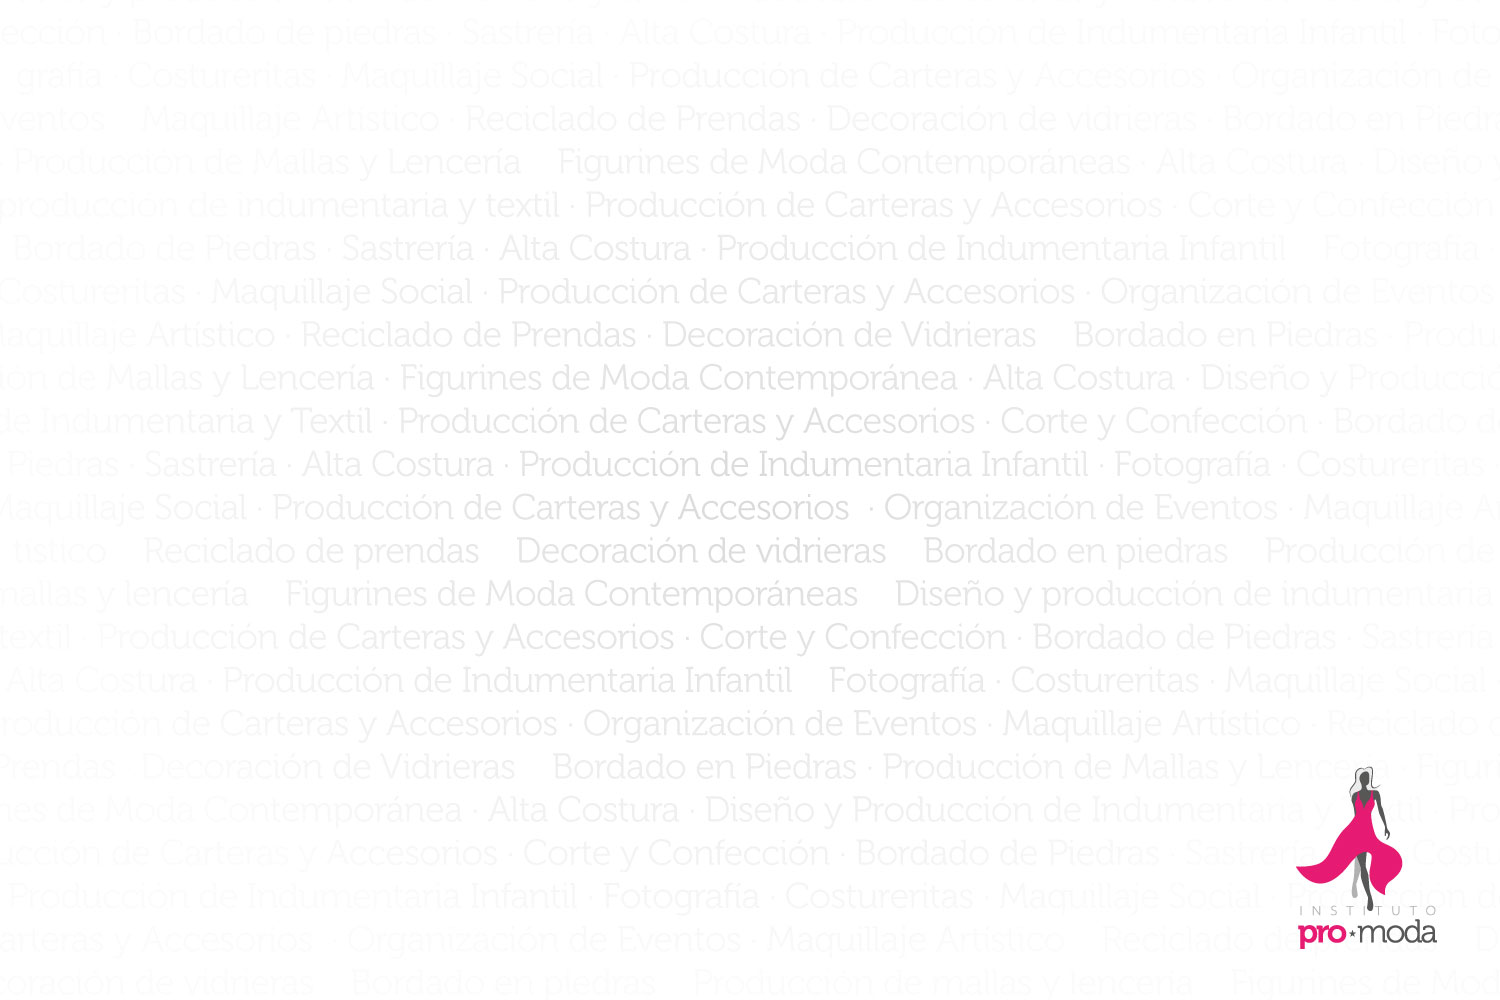 ección · Bordado de piedras · Sastrería · Alta Costura · Producción de Indumentaria Infantil · Foto
grafía · Costureritas · Maquillaje Social · Producción de Carteras y Accesorios · Organización de
ventos Maquillaje Artístico · Reciclado de Prendas · Decoración de vidrieras · Bordado en Piedra
· Producción de Mallas y Lencería Figurines de Moda Contemporáneas · Alta Costura · Diseño y
producción de indumentaria y textil · Producción de Carteras y Accesorios · Corte y Confección
Bordado de Piedras · Sastrería · Alta Costura · Producción de Indumentaria Infantil Fotografía ·
Costureritas · Maquillaje Social · Producción de Carteras y Accesorios · Organización de Eventos
Maquillaje Artístico · Reciclado de Prendas · Decoración de Vidrieras Bordado en Piedras · Produ
ión de Mallas y Lencería · Figurines de Moda Contemporánea · Alta Costura · Diseño y Producció
de Indumentaria y Textil · Producción de Carteras y Accesorios · Corte y Confección · Bordado de
Piedras · Sastrería · Alta Costura · Producción de Indumentaria Infantil · Fotografía · Costureritas ·
Maquillaje Social · Producción de Carteras y Accesorios · Organización de Eventos · Maquillaje Ar
tístico Reciclado de prendas Decoración de vidrieras Bordado en piedras Producción de
mallas y lencería Figurines de Moda Contemporáneas Diseño y producción de indumentaria
textil · Producción de Carteras y Accesorios · Corte y Confección · Bordado de Piedras · Sastrería
Alta Costura · Producción de Indumentaria Infantil Fotografía · Costureritas · Maquillaje Social ·
roducción de Carteras y Accesorios · Organización de Eventos · Maquillaje Artístico · Reciclado d
Prendas Decoración de Vidrieras Bordado en Piedras · Producción de Mallas y Lencería · Figuri
nes de Moda Contemporánea · Alta Costura · Diseño y Producción de Indumentaria y Textil · Pro
ucción de Carteras y Accesorios · Corte y Confección · Bordado de Piedras · Sastrería Costu
Producción de Indumentaria Infantil · Fotografía · Costureritas · Maquillaje Social · Producción de
arteras y Accesorios · Organización de Eventos · Maquillaje Artístico Reciclado de
coración de vidrieras Bordado en piedras Producción de mallas y lencería Figurines de Mod
INSTITUTO
pro★moda